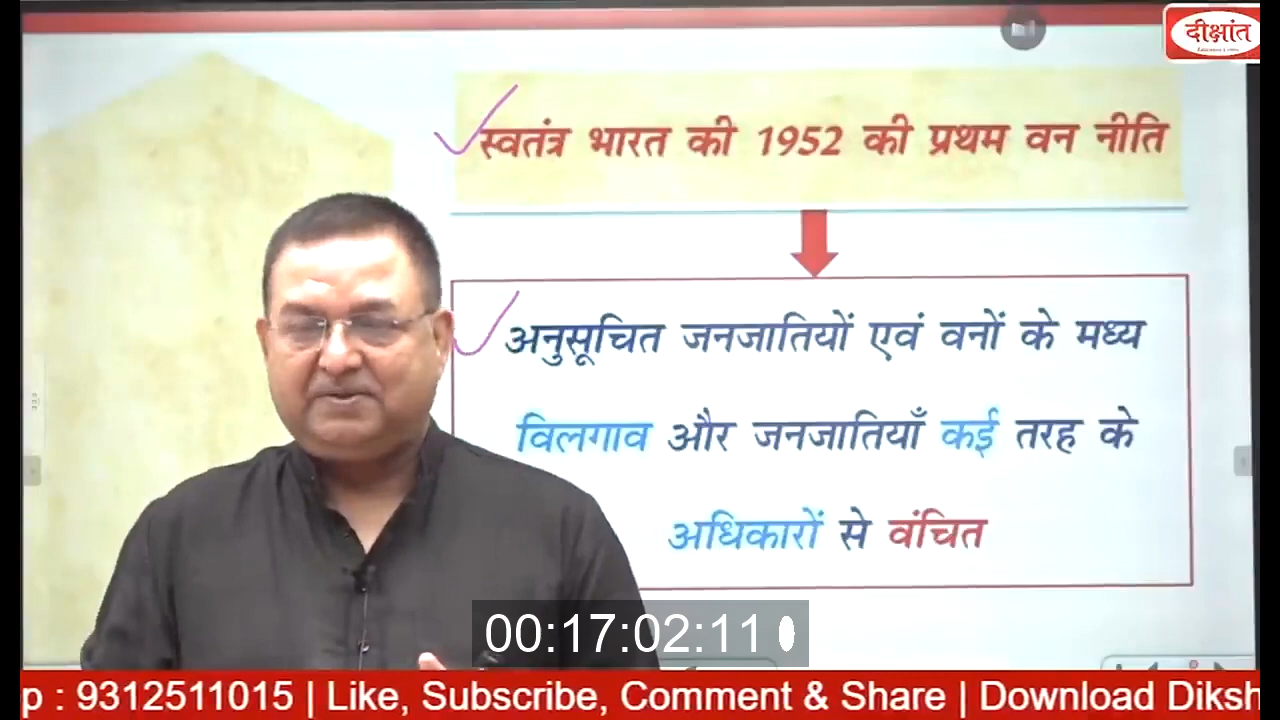 दीक्षांत
स्वतंत्र भारत की 1952 की प्रथम वन नीति
अनुसूचित जनजातियों एवं वनों के मध्य
विलगाव और जनजातियाँ कई तरह के
अधिकारों से वंचित
00:17:02:11
p : 9312511015 | Like, Subscribe, Comment & Share | Download Diksh